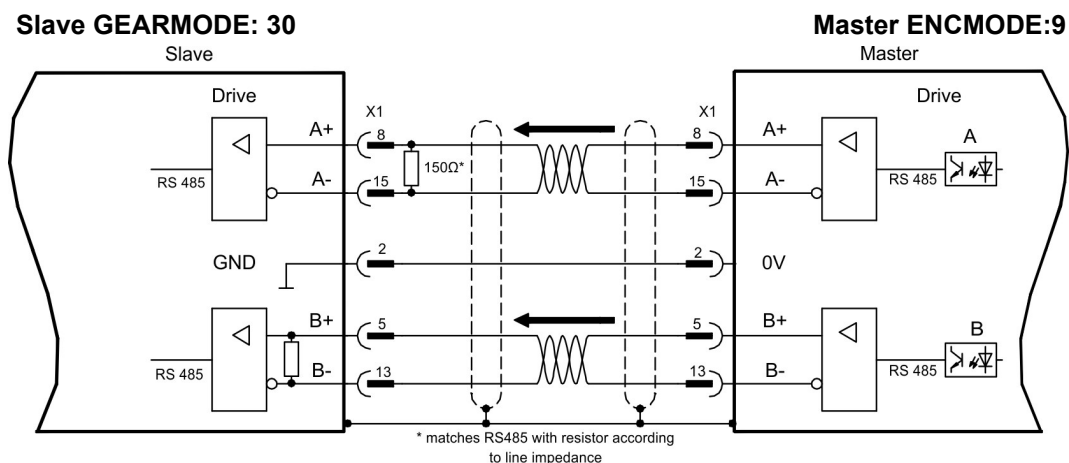 Slave GEARMODE: 30
Master ENCMODE:9
Slave
Master
Drive
Drive
X1
X1
A+
8
8
A+
A
150Ω*
RS 485
A-
15
15
A-
RS 485
GND
2
2
0V
B+
5
5
B+
B
RS 485
B-
13
13
B-
RS 485
* matches RS485 with resistor according
to line impedance